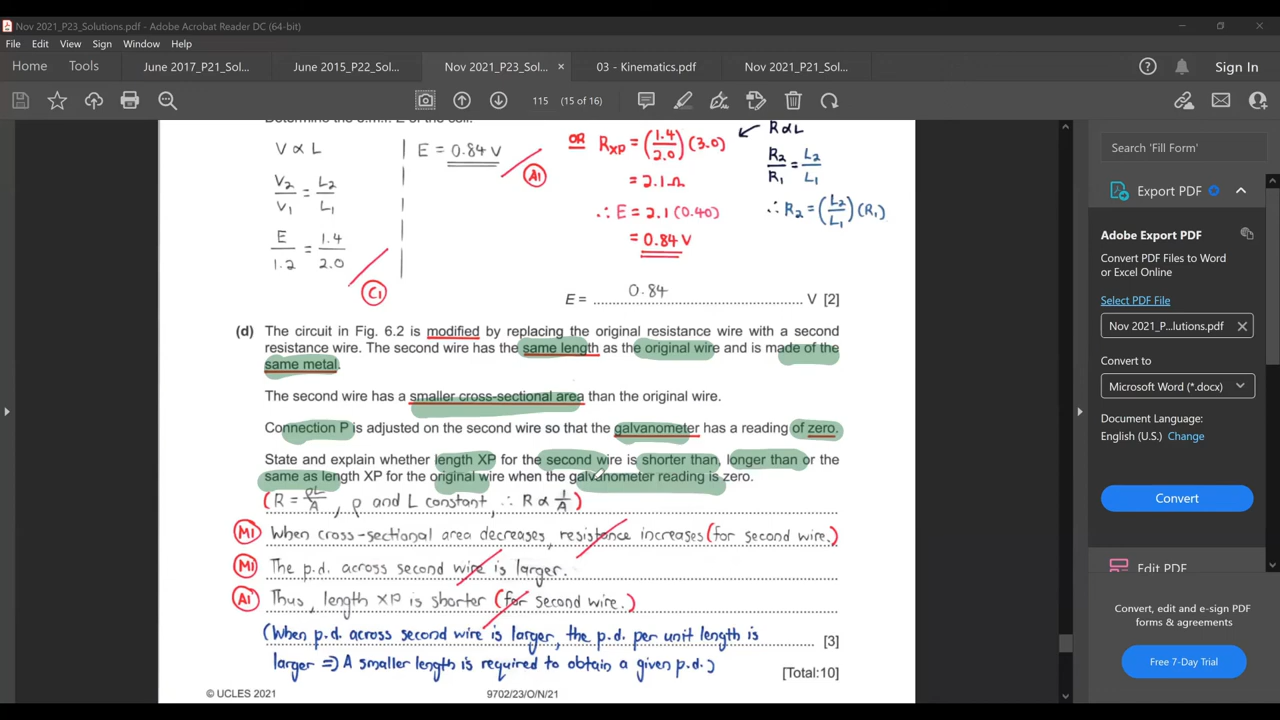 Nov 2021_P23_Solutions.pdf - Adobe Acrobat Reader DC (64-bit)
File Edit View Sign Window Help
Home Tools June 2017_P21_Sol... June 2015_P22_Sol... Nov 2021_P23_Sol... × 03 - Kinematics.pdf Nov 2021_P21_Sol... Sign In
115 (15 of 16)
Determine the e.m.f. E of the cell.
V ∝ L
E = 0.84 V
A1
V2/V1 = L2/L1
E/1.2 = 1.4/2.0
C1
OR R_XP = (1.4/2.0)(3.0)
= 2.1Ω
∴ E = 2.1 (0.40)
= 0.84 V
R ∝ L
R2/R1 = L2/L1
∴ R2 = (L2/L1)(R1)
E = 0.84 V [2]
(d) The circuit in Fig. 6.2 is modified by replacing the original resistance wire with a second
resistance wire. The second wire has the same length as the original wire and is made of the
same metal.
The second wire has a smaller cross-sectional area than the original wire.
Connection P is adjusted on the second wire so that the galvanometer has a reading of zero.
State and explain whether length XP for the second wire is shorter than, longer than or the
same as length XP for the original wire when the galvanometer reading is zero.
(R = ρL/A, ρ and L constant, ∴ R ∝ 1/A)
M1 When cross-sectional area decreases, resistance increases (for second wire.)
M1 The p.d. across second wire is larger.
A1 Thus, length XP is shorter (for second wire.)
(When p.d. across second wire is larger, the p.d. per unit length is [3]
larger => A smaller length is required to obtain a given p.d.)
[Total:10]
© UCLES 2021 9702/23/O/N/21
Search 'Fill Form'
Export PDF
Adobe Export PDF
Convert PDF Files to Word
or Excel Online
Select PDF File
Nov 2021_P...lutions.pdf
Convert to
Microsoft Word (*.docx)
Document Language:
English (U.S.) Change
Convert
Edit PDF
Convert, edit and e-sign PDF
forms & agreements
Free 7-Day Trial